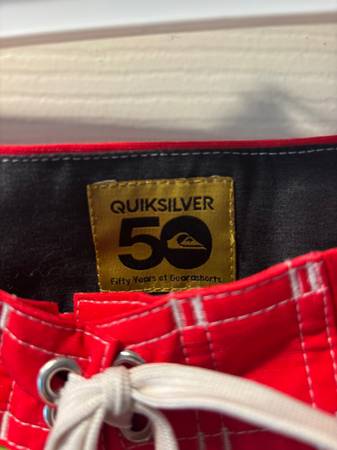 QUIKSILVER
50
Fifty Years of Boardshorts